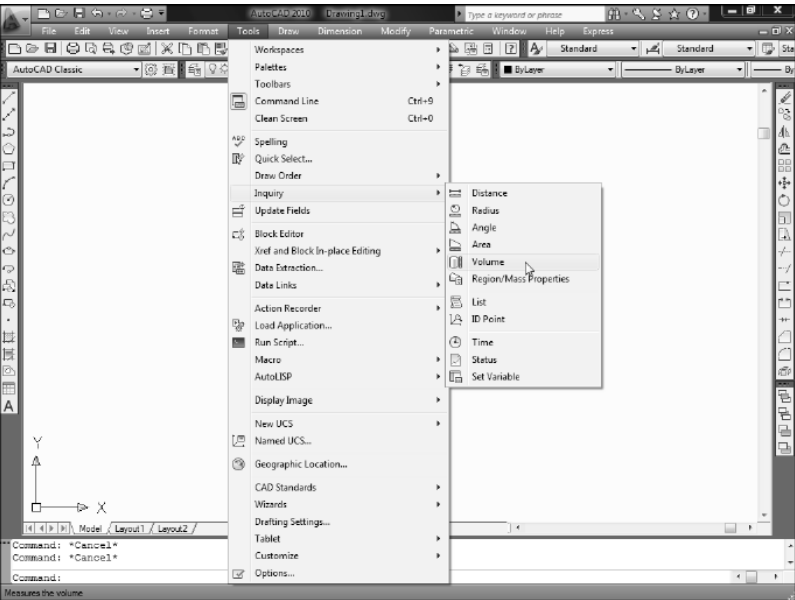 AutoCAD 2010 Drawing1.dwg Type a keyword or phrase
File Edit View Insert Format Tools Draw Dimension Modify Parametric Window Help Express
Standard Standard Sta
AutoCAD Classic ByLayer ByLayer By
Workspaces
Palettes
Toolbars
Command Line Ctrl+9
Clean Screen Ctrl+0
ABC Spelling
Quick Select...
Draw Order
Inquiry
Update Fields
Block Editor
Xref and Block In-place Editing
Data Extraction...
Data Links
Action Recorder
Load Application...
Run Script...
Macro
AutoLISP
Display Image
New UCS
Named UCS...
Geographic Location...
CAD Standards
Wizards
Drafting Settings...
Tablet
Customize
Options...
Distance
Radius
Angle
Area
Volume
Region/Mass Properties
List
ID Point
Time
Status
Set Variable
A
Y
X
Model Layout1 Layout2
Command: *Cancel*
Command: *Cancel*
Command:
Measures the volume